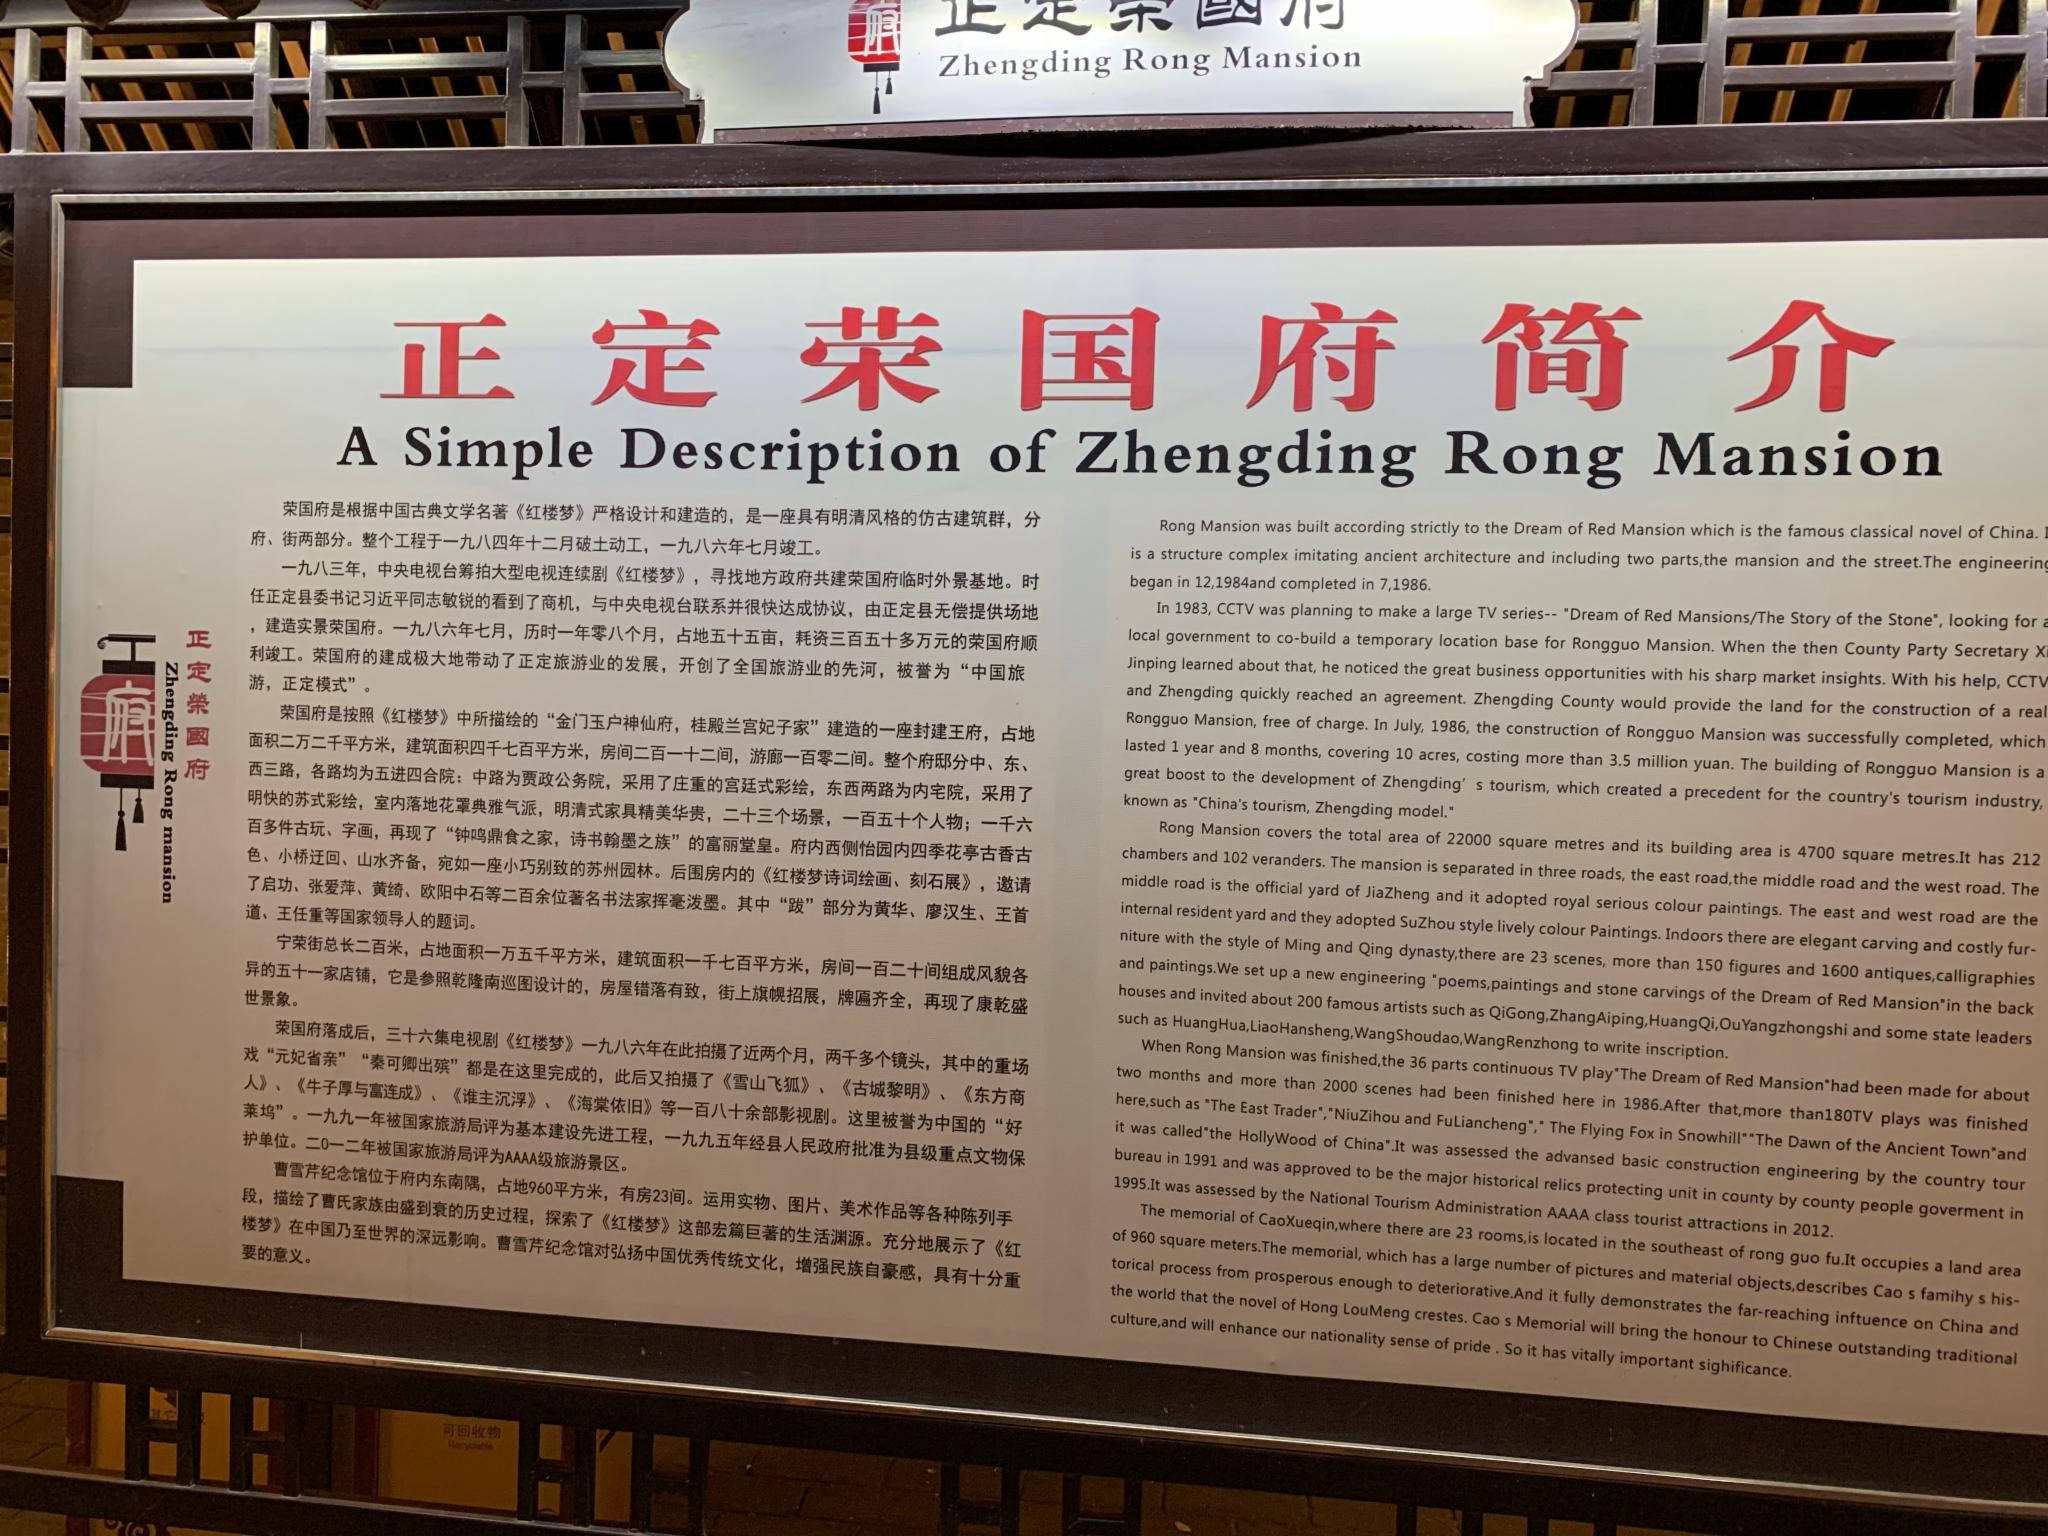 正定荣國府
Zhengding Rong Mansion
正定荣国府简介
A Simple Description of Zhengding Rong Mansion
荣国府是根据中国古典文学名著《红楼梦》严格设计和建造的，是一座具有明清风格的仿古建筑群，分
府、街两部分。整个工程于一九八四年十二月破土动工，一九八六年七月竣工。
一九八三年，中央电视台筹拍大型电视连续剧《红楼梦》，寻找地方政府共建荣国府临时外景基地。时
任正定县委书记习近平同志敏锐的看到了商机，与中央电视台联系并很快达成协议，由正定县无偿提供场地
，建造实景荣国府。一九八六年七月，历时一年零八个月，占地五十五亩，耗资三百五十多万元的荣国府顺
利竣工。荣国府的建成极大地带动了正定旅游业的发展，开创了全国旅游业的先河，被誉为“中国旅
游，正定模式”。
荣国府是按照《红楼梦》中所描绘的“金门玉户神仙府，桂殿兰宫妃子家”建造的一座封建王府，占地
面积二万二千平方米，建筑面积四千七百平方米，房间二百一十二间，游廊一百零二间。整个府邸分中、东、
西三路，各路均为五进四合院：中路为贾政公务院，采用了庄重的宫廷式彩绘，东西两路为内宅院，采用了
明快的苏式彩绘，室内落地花罩典雅气派，明清式家具精美华贵，二十三个场景，一百五十个人物；一千六
百多件古玩、字画，再现了“钟鸣鼎食之家，诗书翰墨之族”的富丽堂皇。府内西侧怡园内四季花亭古香古
色、小桥迂回、山水齐备，宛如一座小巧别致的苏州园林。后围房内的《红楼梦诗词绘画、刻石展》，邀请
了启功、张爱萍、黄绮、欧阳中石等二百余位著名书法家挥毫泼墨。其中“跋”部分为黄华、廖汉生、王首
道、王任重等国家领导人的题词。
宁荣街总长二百米，占地面积一万五千平方米，建筑面积一千七百平方米，房间一百二十间组成风貌各
异的五十一家店铺，它是参照乾隆南巡图设计的，房屋错落有致，街上旗幌招展，牌匾齐全，再现了康乾盛
世景象。
荣国府落成后，三十六集电视剧《红楼梦》一九八六年在此拍摄了近两个月，两千多个镜头，其中的重场
戏“元妃省亲”“秦可卿出殡”都是在这里完成的，此后又拍摄了《雪山飞狐》、《古城黎明》、《东方商
人》、《牛子厚与富连成》、《谁主沉浮》、《海棠依旧》等一百八十余部影视剧。这里被誉为中国的“好
莱坞”。一九九一年被国家旅游局评为基本建设先进工程，一九九五年经县人民政府批准为县级重点文物保
护单位。二0一二年被国家旅游局评为AAAA级旅游景区。
曹雪芹纪念馆位于府内东南隅，占地960平方米，有房23间。运用实物、图片、美术作品等各种陈列手
段，描绘了曹氏家族由盛到衰的历史过程，探索了《红楼梦》这部宏篇巨著的生活渊源。充分地展示了《红
楼梦》在中国乃至世界的深远影响。曹雪芹纪念馆对弘扬中国优秀传统文化，增强民族自豪感，具有十分重
要的意义。
Rong Mansion was built according strictly to the Dream of Red Mansion which is the famous classical novel of China. I
is a structure complex imitating ancient architecture and including two parts,the mansion and the street.The engineering
began in 12,1984and completed in 7,1986.
In 1983, CCTV was planning to make a large TV series-- "Dream of Red Mansions/The Story of the Stone", looking for a
local government to co-build a temporary location base for Rongguo Mansion. When the then County Party Secretary Xi
Jinping learned about that, he noticed the great business opportunities with his sharp market insights. With his help, CCTV
and Zhengding quickly reached an agreement. Zhengding County would provide the land for the construction of a real
Rongguo Mansion, free of charge. In July, 1986, the construction of Rongguo Mansion was successfully completed, which
lasted 1 year and 8 months, covering 10 acres, costing more than 3.5 million yuan. The building of Rongguo Mansion is a
great boost to the development of Zhengding’ s tourism, which created a precedent for the country's tourism industry,
known as "China's tourism, Zhengding model."
Rong Mansion covers the total area of 22000 square metres and its building area is 4700 square metres.It has 212
chambers and 102 veranders. The mansion is separated in three roads, the east road,the middle road and the west road. The
middle road is the official yard of JiaZheng and it adopted royal serious colour paintings. The east and west road are the
internal resident yard and they adopted SuZhou style lively colour Paintings. Indoors there are elegant carving and costly fur-
niture with the style of Ming and Qing dynasty,there are 23 scenes, more than 150 figures and 1600 antiques,calligraphies
and paintings.We set up a new engineering "poems,paintings and stone carvings of the Dream of Red Mansion"in the back
houses and invited about 200 famous artists such as QiGong,ZhangAiping,HuangQi,OuYangzhongshi and some state leaders
such as HuangHua,LiaoHansheng,WangShoudao,WangRenzhong to write inscription.
When Rong Mansion was finished,the 36 parts continuous TV play"The Dream of Red Mansion"had been made for about
two months and more than 2000 scenes had been finished here in 1986.After that,more than180TV plays was finished
here,such as "The East Trader","NiuZihou and FuLiancheng"," The Flying Fox in Snowhill""The Dawn of the Ancient Town"and
it was called"the HollyWood of China".It was assessed the advansed basic construction engineering by the country tour
bureau in 1991 and was approved to be the major historical relics protecting unit in county by county people goverment in
1995.It was assessed by the National Tourism Administration AAAA class tourist attractions in 2012.
The memorial of CaoXueqin,where there are 23 rooms,is located in the southeast of rong guo fu.It occupies a land area
of 960 square meters.The memorial, which has a large number of pictures and material objects,describes Cao s famihy s his-
torical process from prosperous enough to deteriorative.And it fully demonstrates the far-reaching inftuence on China and
the world that the novel of Hong LouMeng crestes. Cao s Memorial will bring the honour to Chinese outstanding traditional
culture,and will enhance our nationality sense of pride . So it has vitally important sighificance.
府
正定榮國府
Zhengding Rong mansion
可回收物
Recyclable